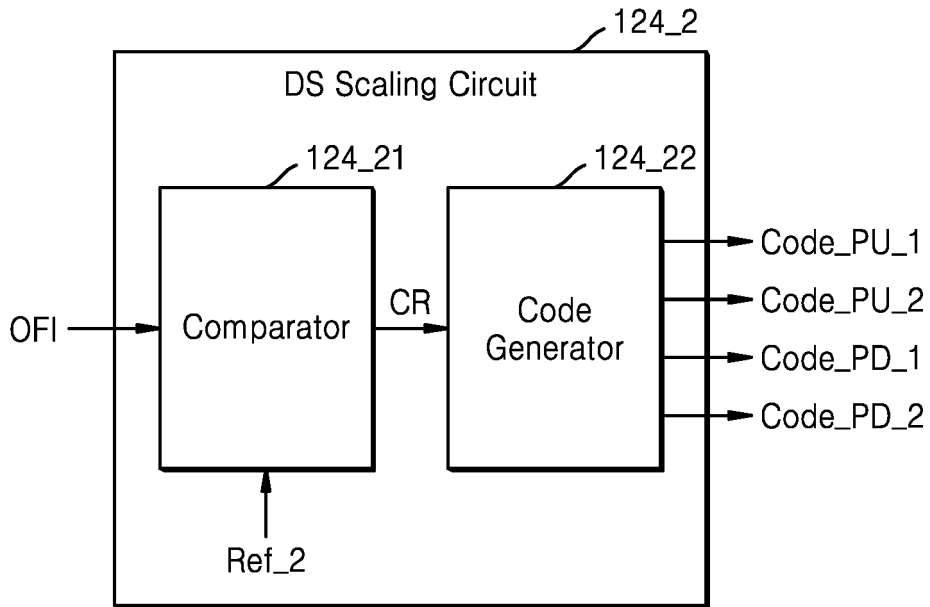 124_2
DS Scaling Circuit
124_21
124_22
OFI
Comparator
CR
Code
Generator
Code_PU_1
Code_PU_2
Code_PD_1
Code_PD_2
Ref_2